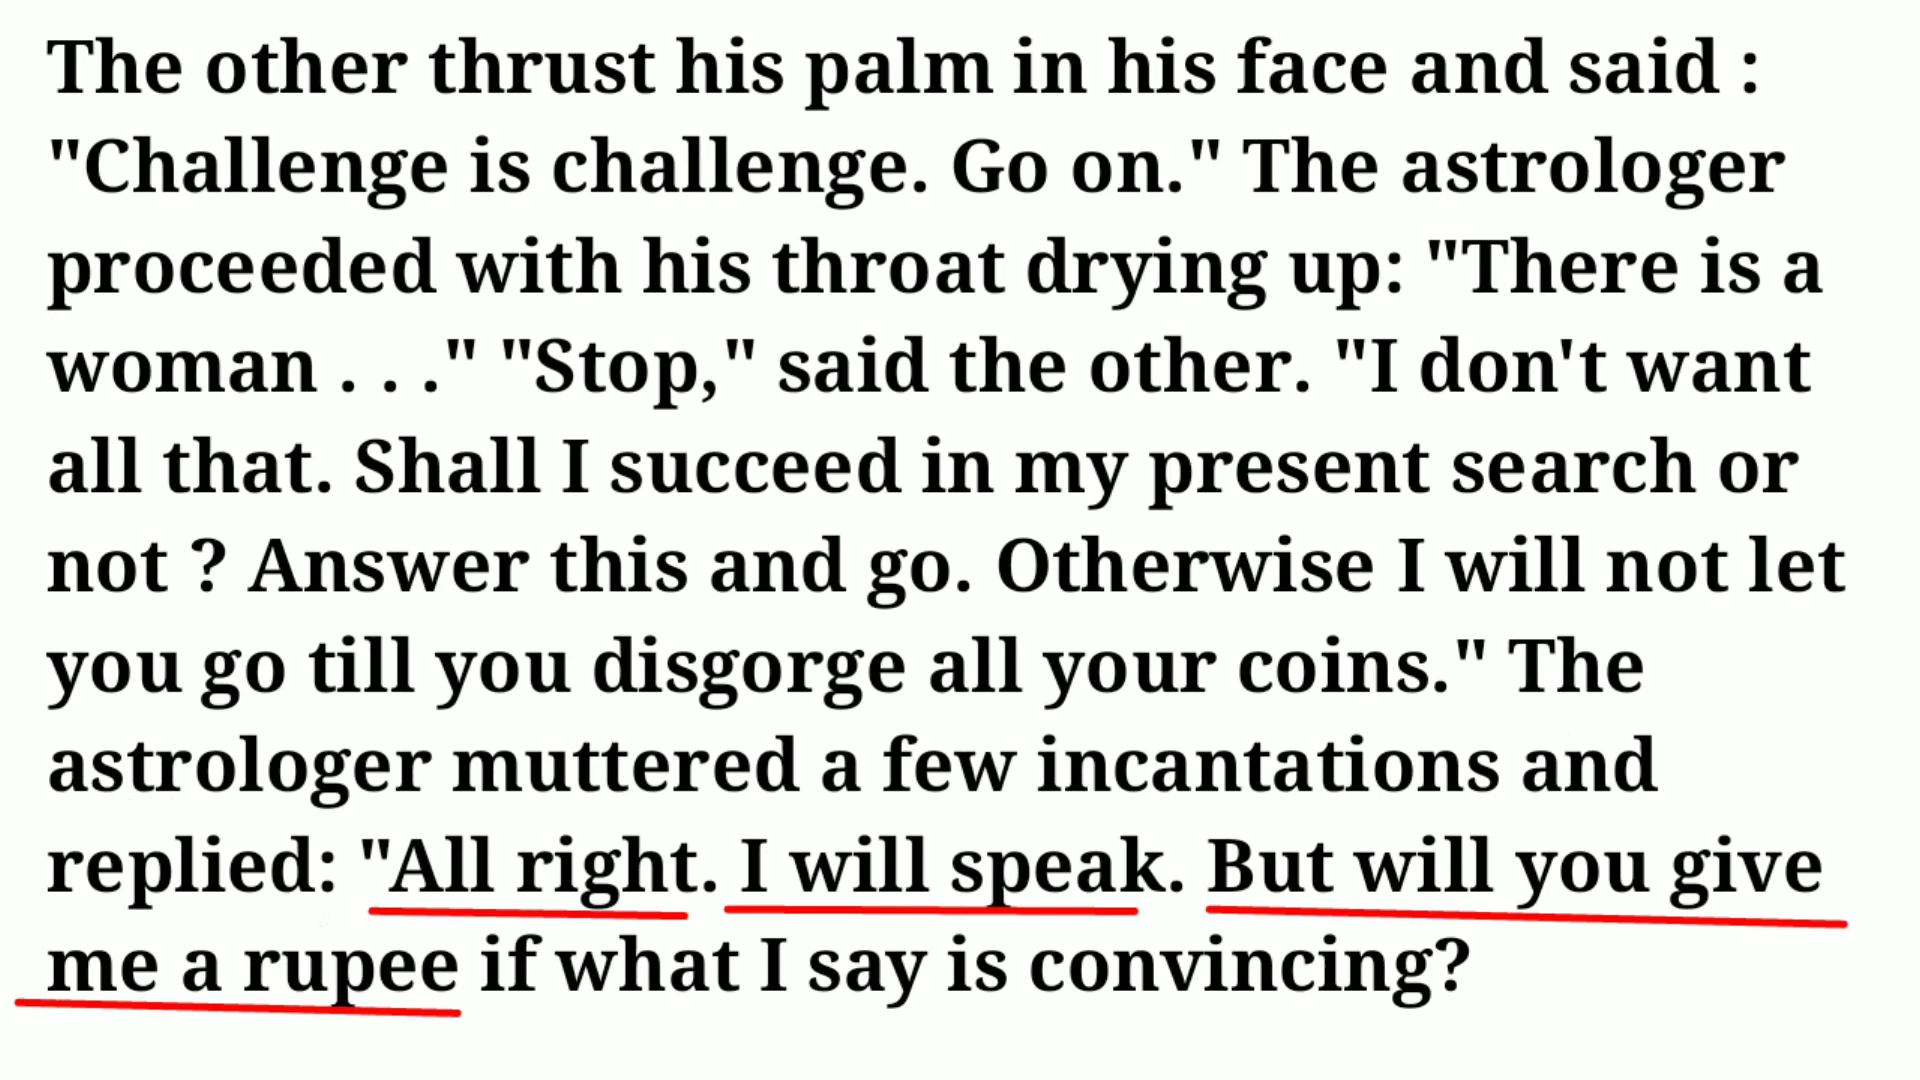 The other thrust his palm in his face and said :
"Challenge is challenge. Go on." The astrologer
proceeded with his throat drying up: "There is a
woman . . ." "Stop," said the other. "I don't want
all that. Shall I succeed in my present search or
not ? Answer this and go. Otherwise I will not let
you go till you disgorge all your coins." The
astrologer muttered a few incantations and
replied: "All right. I will speak. But will you give
me a rupee if what I say is convincing?